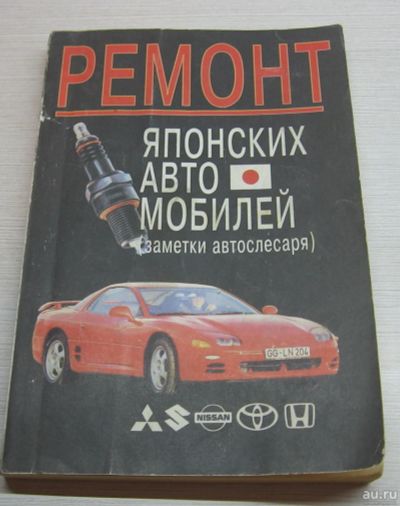 РЕМОНТ
ЯПОНСКИХ
АВТО
МОБИЛЕЙ
(заметки автослесаря)
GG-LN 204
NISSAN
au.ru